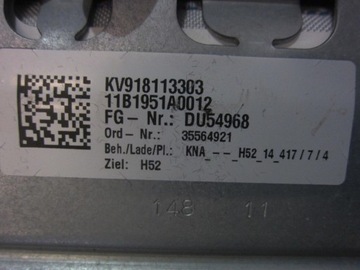 KV918113303
11B1951A0012
FG- Nr.: DU54968
Ord- Nr.: 35564921
Beh./Lade/Pl.: KNA_--_H52_14_417/7/4
Ziel: H52
148 11